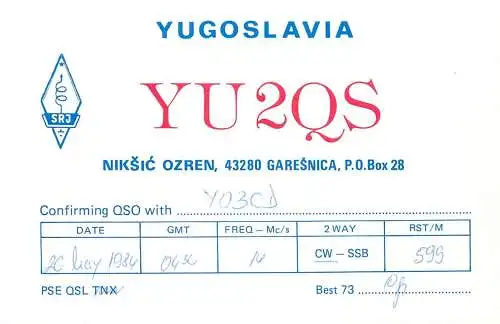 YUGOSLAVIA
SRJ
YU2QS
NIKŠIĆ OZREN, 43280 GAREŠNICA, P.O.Box 28
Confirming QSO with YO3CD
DATE GMT FREQ – Mc/s 2 WAY RST/M
26 May 1984 CW – SSB 599
PSE QSL TNX Best 73